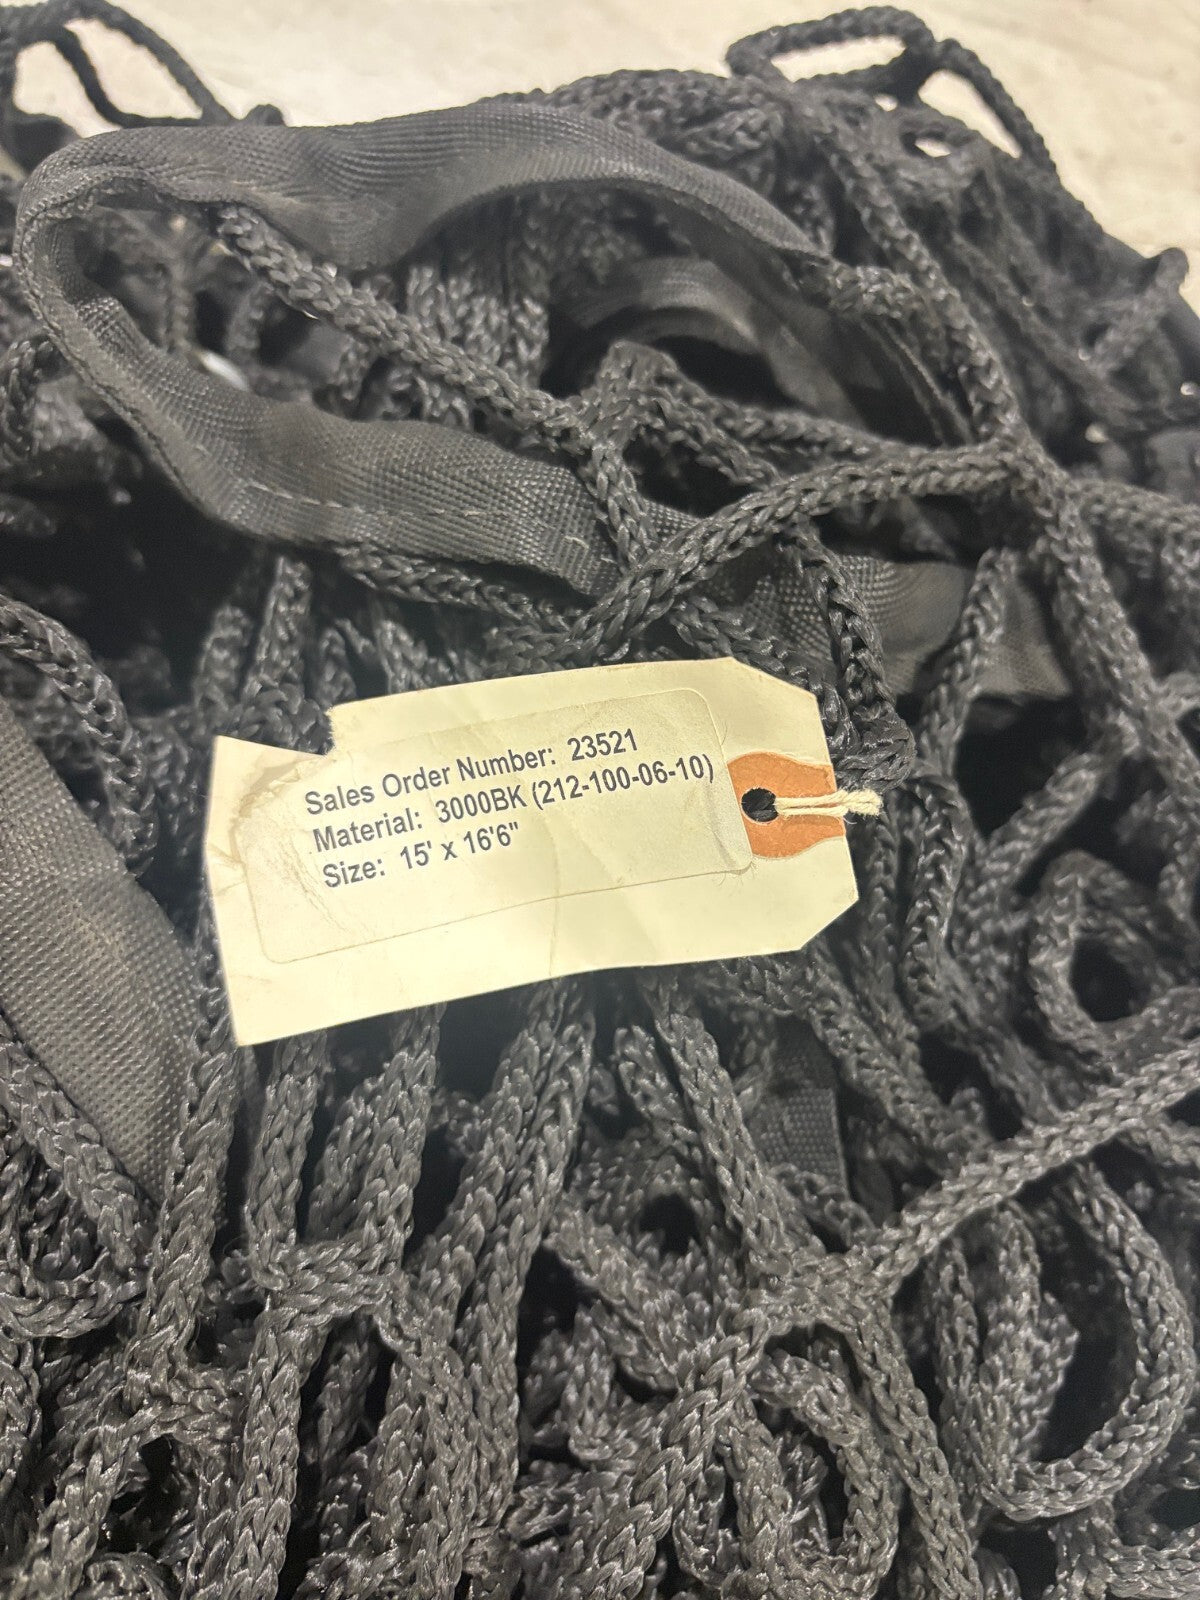 Sales Order Number: 23521
Material: 3000BK (212-100-06-10)
Size: 15' x 16'6"